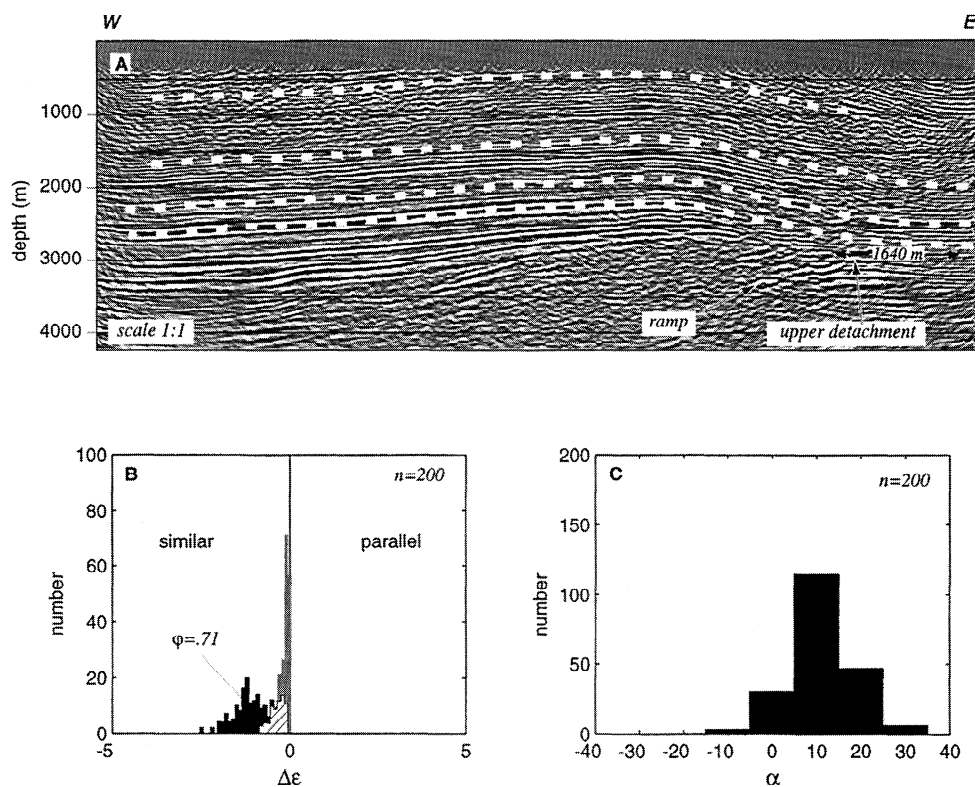 W E
A
1000
2000
3000
4000
depth (m)
1640 m
scale 1:1
ramp
upper detachment
B
n=200
similar
parallel
φ=.71
100
80
60
40
20
0
number
-5 0 5
Δε
C
n=200
200
150
100
50
0
number
-40 -30 -20 -10 0 10 20 30 40
α